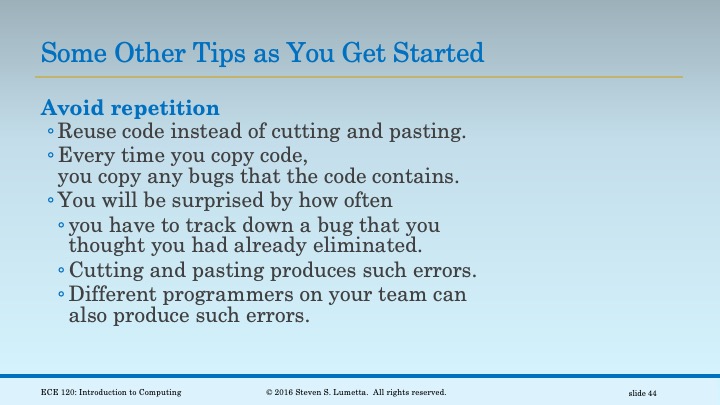 Some Other Tips as You Get Started
Avoid repetition
◦Reuse code instead of cutting and pasting.
◦Every time you copy code,
you copy any bugs that the code contains.
◦You will be surprised by how often
◦you have to track down a bug that you
thought you had already eliminated.
◦Cutting and pasting produces such errors.
◦Different programmers on your team can
also produce such errors.
ECE 120: Introduction to Computing © 2016 Steven S. Lumetta. All rights reserved. slide 44